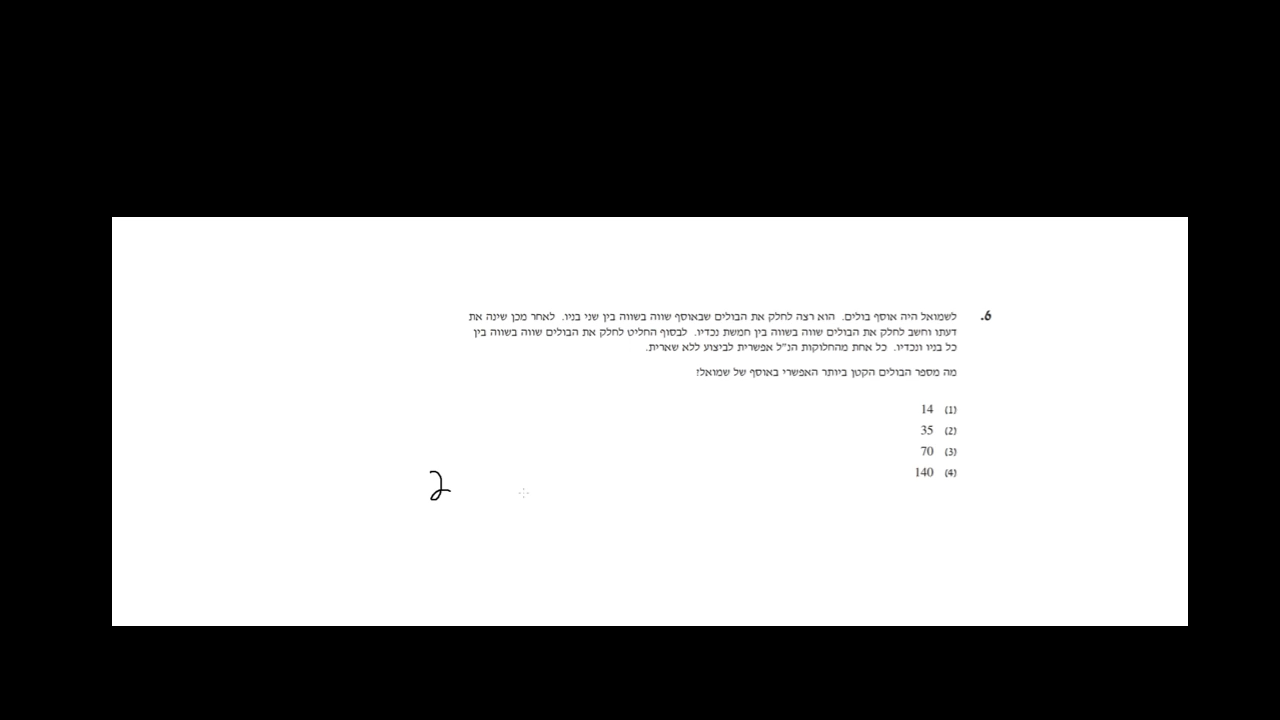 6. לשמואל היה אוסף בולים. הוא רצה לחלק את הבולים שבאוסף שווה בשווה בין שני בניו. לאחר מכן שינה את
דעתו וחשב לחלק את הבולים שווה בשווה בין חמשת נכדיו. לבסוף החליט לחלק את הבולים שווה בשווה בין
כל בניו ונכדיו. כל אחת מהחלוקות הנ"ל אפשרית לביצוע ללא שארית.
מה מספר הבולים הקטן ביותר האפשרי באוסף של שמואל?
(1) 14
(2) 35
(3) 70
(4) 140
2